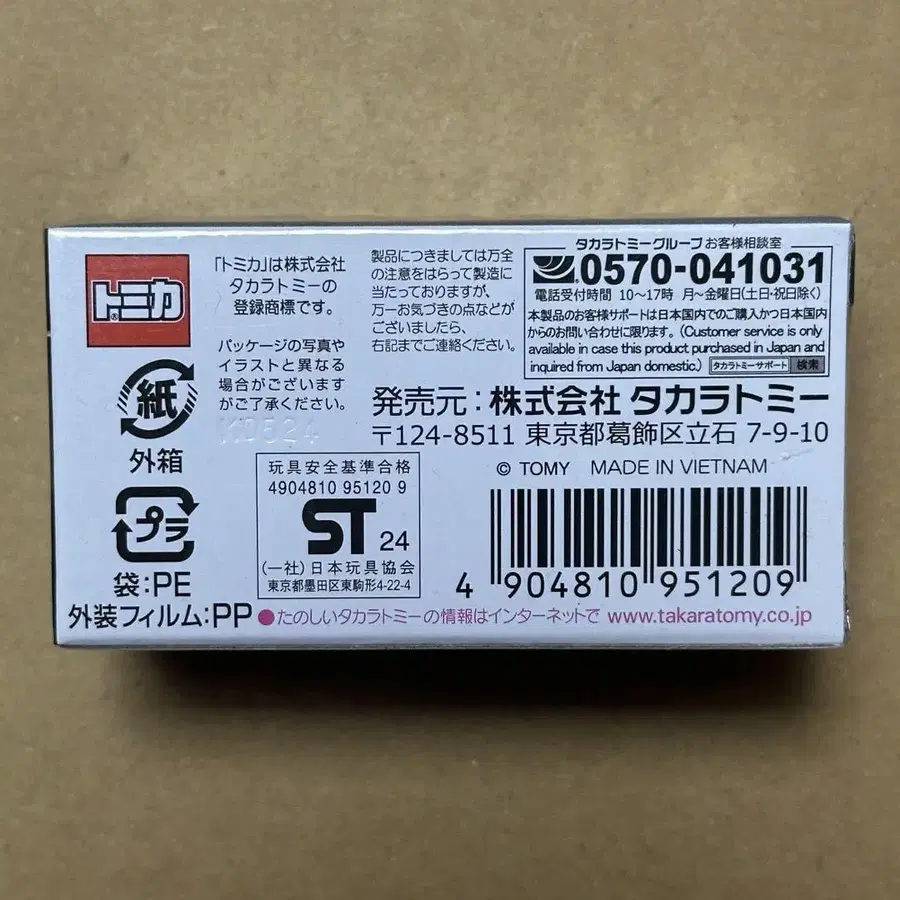 トミカ®
「トミカ」は株式会社
タカラトミーの
登録商標です。
パッケージの写真や
イラストと異なる
場合がございます
がご了承ください。
K0524
製品につきましては万全
の注意をはらって製造に
当たっておりますが、
万一お気づきの点などが
ございましたら、
右記までご連絡ください。
タカラトミーグループ お客様相談室
0570-041031
電話受付時間 10〜17時 月〜金曜日(土日・祝日除く)
本製品のお客様サポートは日本国内でのご購入かつ日本国内
からのお問い合わせに限ります。(Customer service is only
available in case this product purchased in Japan and
inquired from Japan domestic.) タカラトミーサポート 検索
発売元：株式会社 タカラトミー
〒124-8511 東京都葛飾区立石 7-9-10
© TOMY MADE IN VIETNAM
紙
外箱
プラ
袋：PE
外装フィルム：PP
玩具安全基準合格
4904810 95120 9
ST 24
(一社)日本玩具協会
東京都墨田区東駒形4-22-4
4 904810 951209
●たのしいタカラトミーの情報はインターネットで www.takaratomy.co.jp